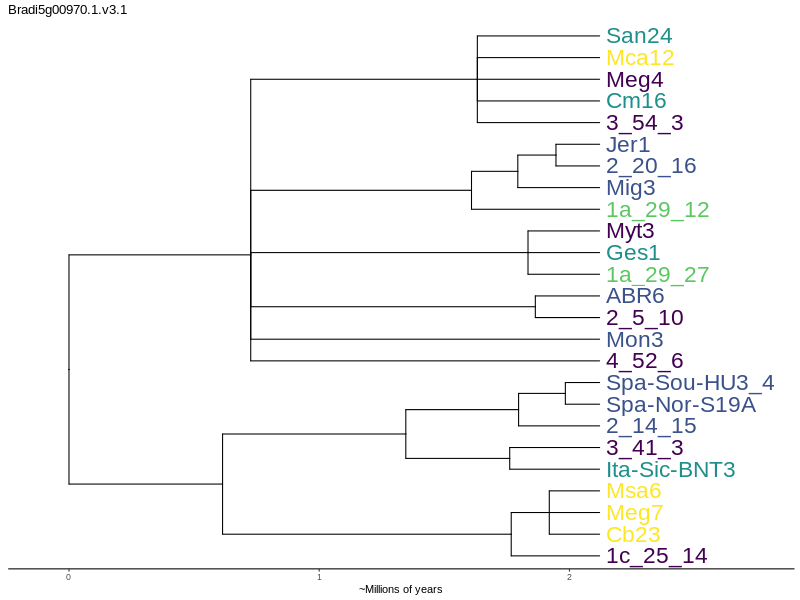 Bradi5g00970.1.v3.1
San24
Mca12
Meg4
Cm16
3_54_3
Jer1
2_20_16
Mig3
1a_29_12
Myt3
Ges1
1a_29_27
ABR6
2_5_10
Mon3
4_52_6
Spa-Sou-HU3_4
Spa-Nor-S19A
2_14_15
3_41_3
Ita-Sic-BNT3
Msa6
Meg7
Cb23
1c_25_14
0 1 2
~Millions of years